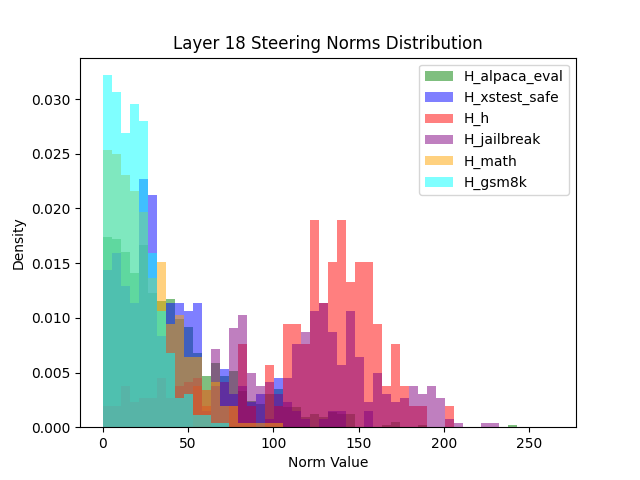 Layer 18 Steering Norms Distribution
H_alpaca_eval
H_xstest_safe
H_h
H_jailbreak
H_math
H_gsm8k
Density
0.030
0.025
0.020
0.015
0.010
0.005
0.000
0
50
100
150
200
250
Norm Value